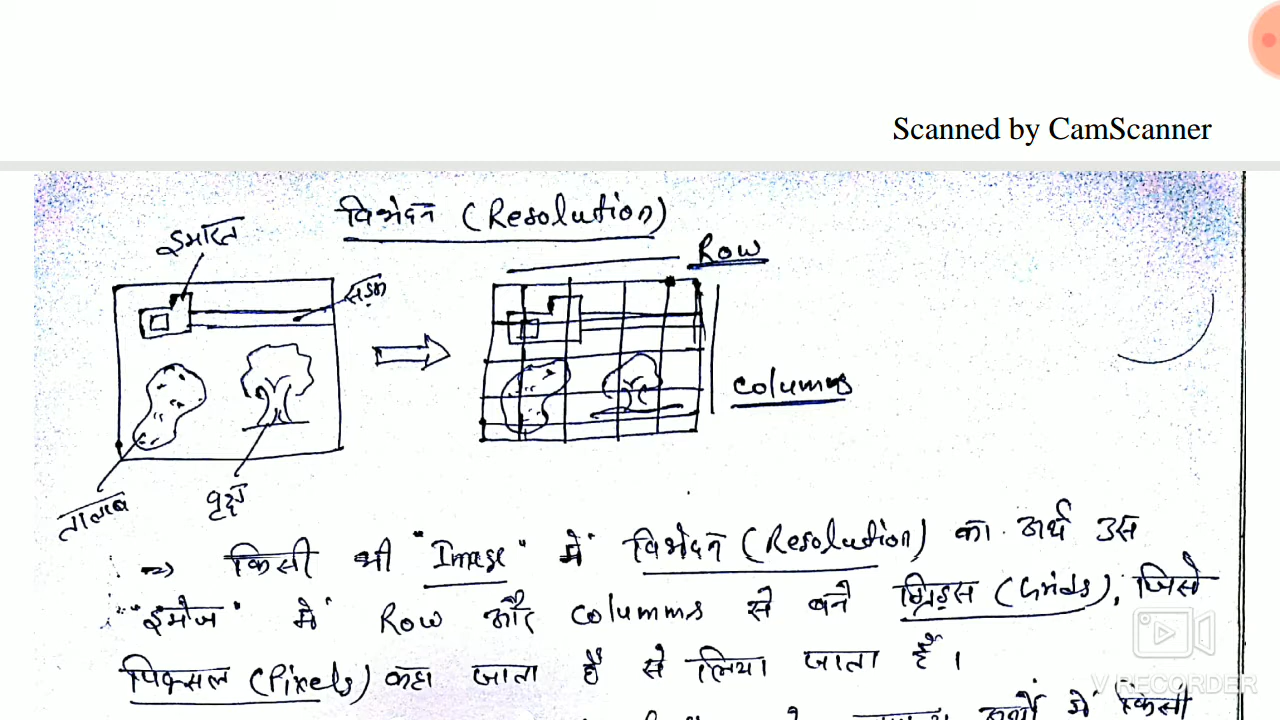 Scanned by CamScanner
विभेदन (Resolution)
इमारत
Row
सड़क
columns
तालाब
वृक्ष
=> किसी भी "Image" में विभेदन (Resolution) का अर्थ उस
"इमेज" में Row और columns से बने ग्रिड्स (Grids), जिसे
पिक्सल (Pixels) कहा जाता है से लिया जाता है।
में किसी
V RECORDER